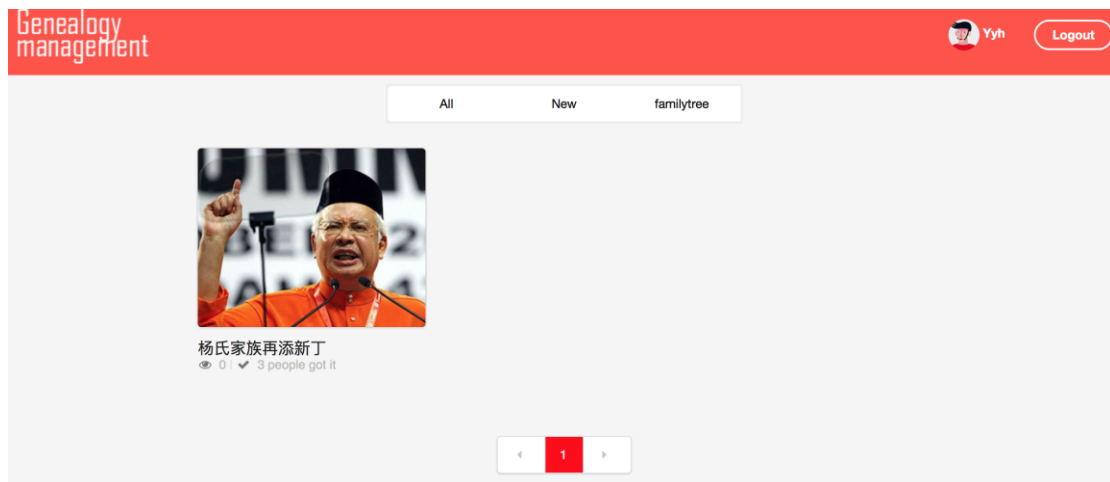 Genealogy
management
Yyh
Logout
All New familytree
杨氏家族再添新丁
0 3 people got it
1